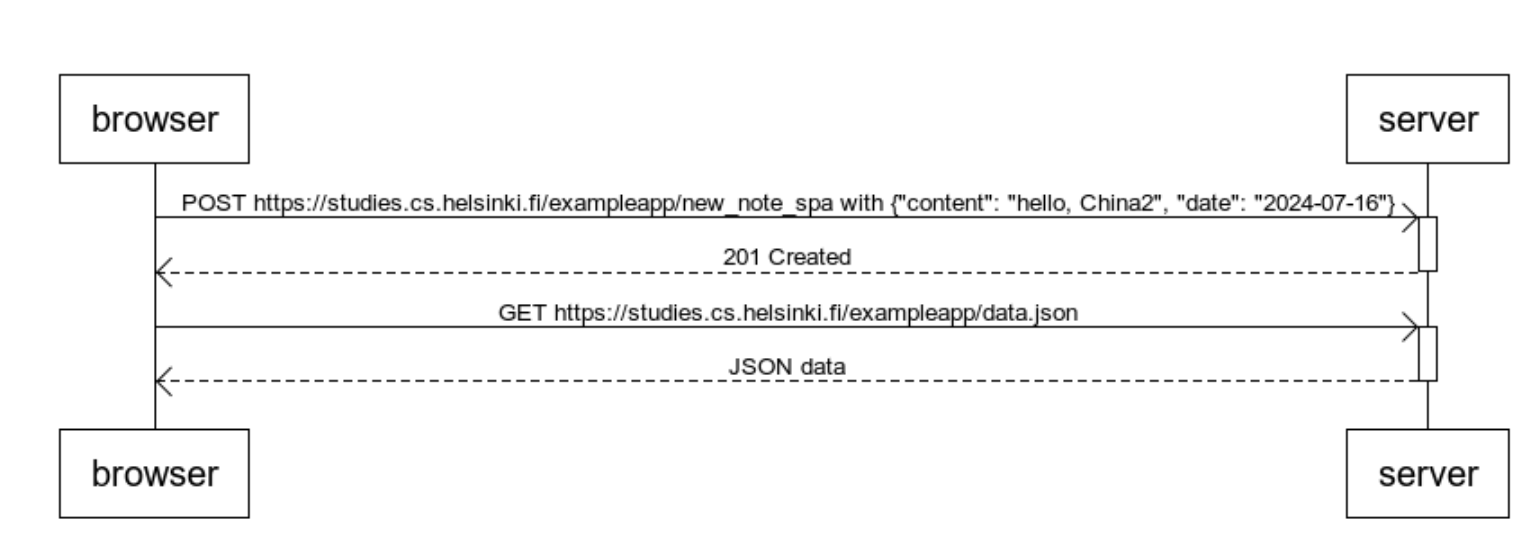 browser
server
POST https://studies.cs.helsinki.fi/exampleapp/new_note_spa with {"content": "hello, China2", "date": "2024-07-16"}
201 Created
GET https://studies.cs.helsinki.fi/exampleapp/data.json
JSON data
browser
server